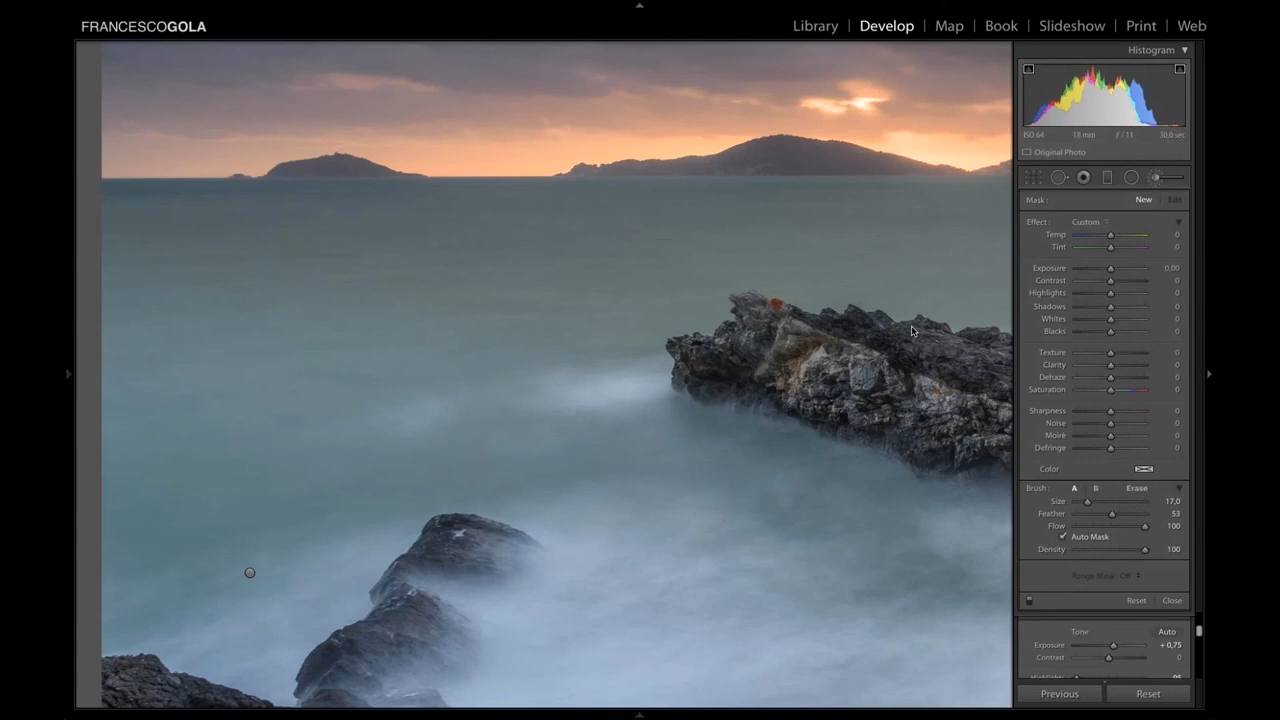 FRANCESCOGOLA
Library | Develop | Map | Book | Slideshow | Print | Web
Histogram
ISO 64 18 mm ƒ / 11 30,0 sec
Original Photo
Mask : New Edit
Effect : Custom
Temp 0
Tint 0
Exposure 0,00
Contrast 0
Highlights 0
Shadows 0
Whites 0
Blacks 0
Texture 0
Clarity 0
Dehaze 0
Saturation 0
Sharpness 0
Noise 0
Moiré 0
Defringe 0
Color
Brush : A B Erase
Size 17,0
Feather 53
Flow 100
Auto Mask
Density 100
Range Mask : Off
Reset Close
Tone Auto
Exposure + 0,75
Contrast 0
Previous Reset